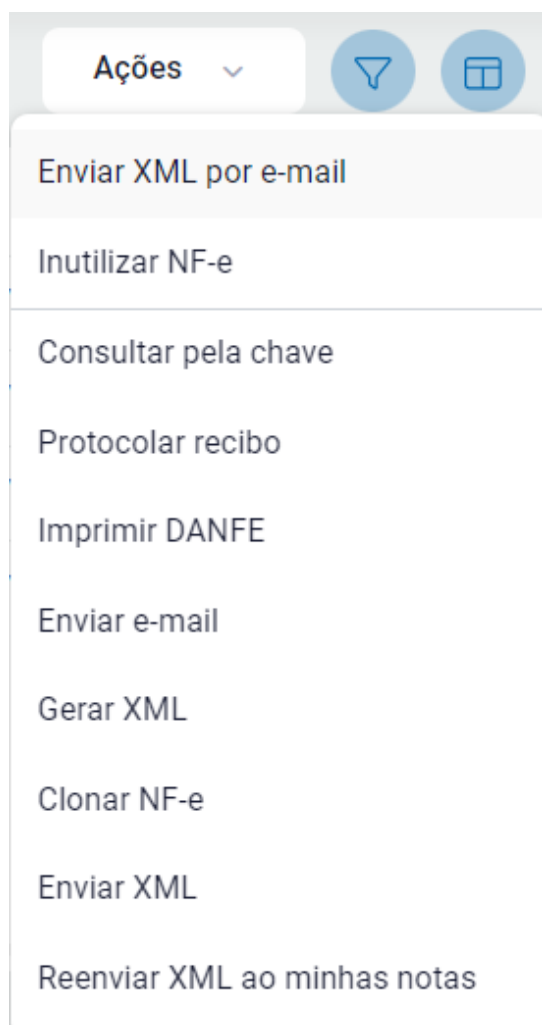 Ações
Enviar XML por e-mail
Inutilizar NF-e
Consultar pela chave
Protocolar recibo
Imprimir DANFE
Enviar e-mail
Gerar XML
Clonar NF-e
Enviar XML
Reenviar XML ao minhas notas